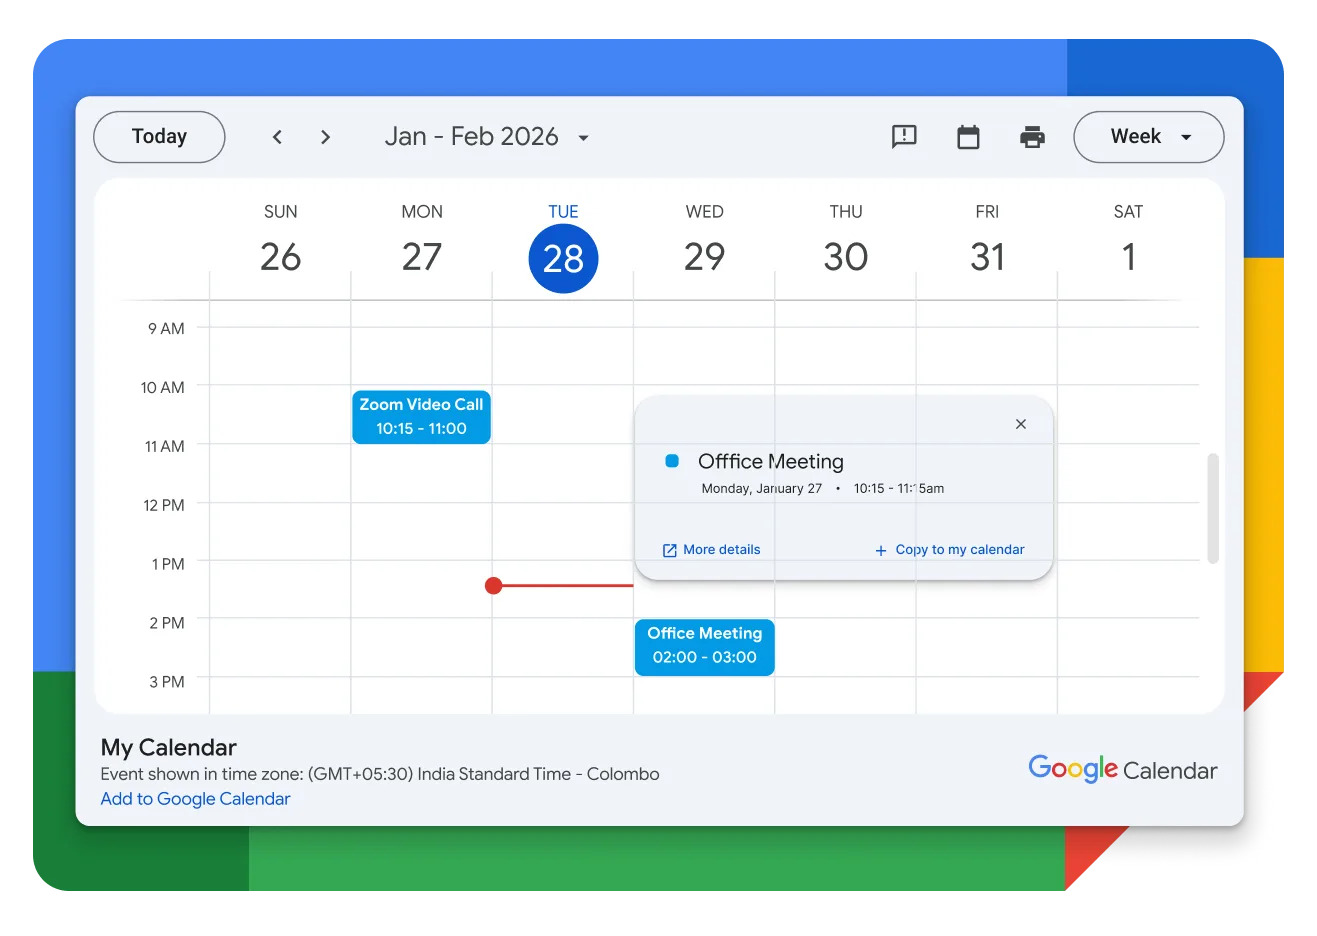 Today
Jan - Feb 2026
Week
SUN MON TUE WED THU FRI SAT
26 27 28 29 30 31 1
9 AM
10 AM
Zoom Video Call
10:15 - 11:00
11 AM
Offfice Meeting
Monday, January 27 • 10:15 - 11:15am
12 PM
More details + Copy to my calendar
1 PM
2 PM
Office Meeting
02:00 - 03:00
3 PM
My Calendar
Event shown in time zone: (GMT+05:30) India Standard Time - Colombo
Add to Google Calendar
Google Calendar